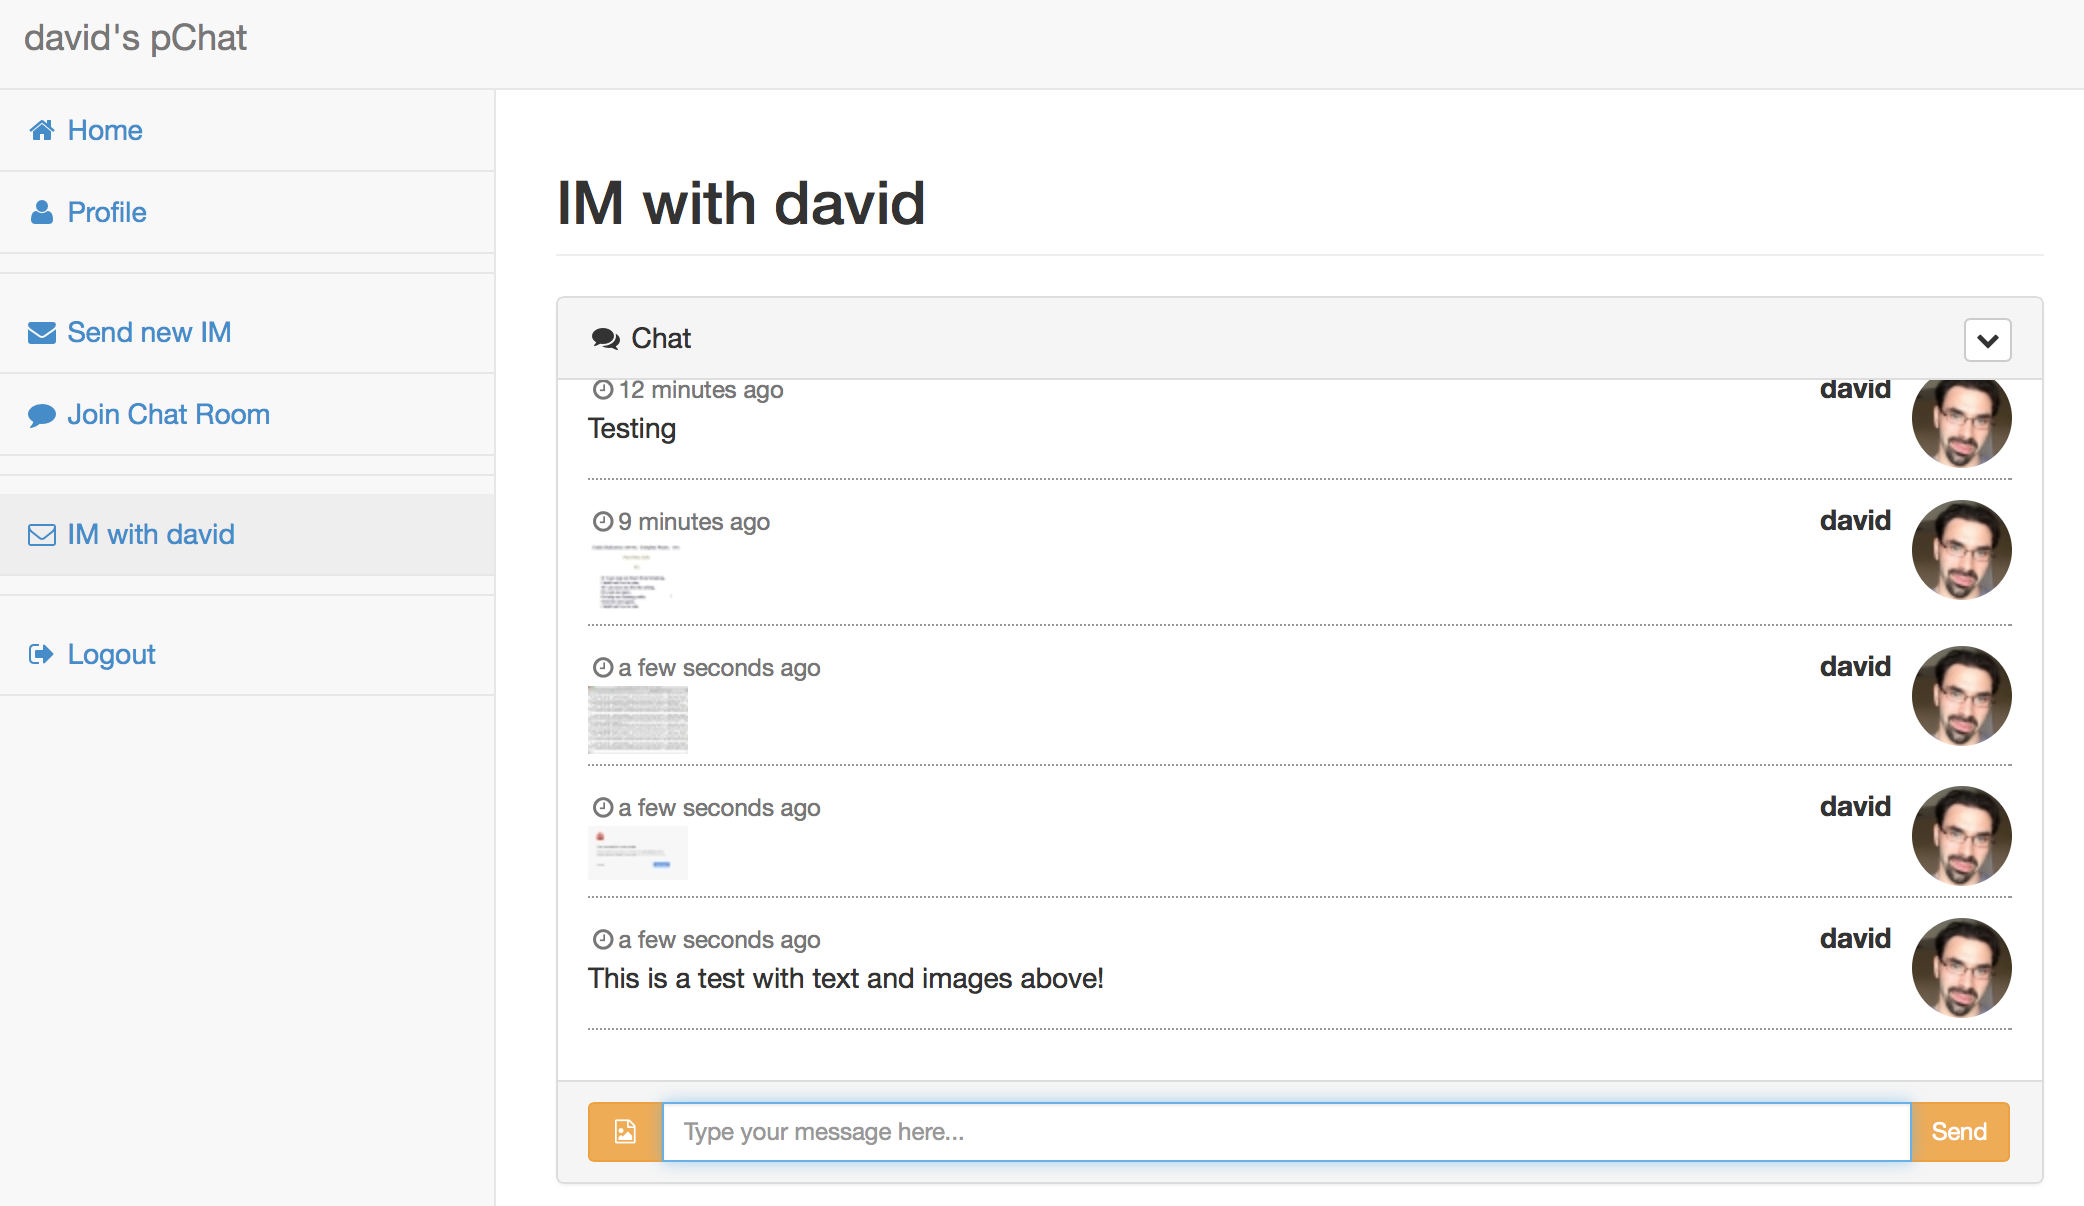 david's pChat
Home
Profile
Send new IM
Join Chat Room
IM with david
Logout
IM with david
Chat
12 minutes ago
david
Testing
9 minutes ago
david
a few seconds ago
david
a few seconds ago
david
a few seconds ago
david
This is a test with text and images above!
Type your message here...
Send